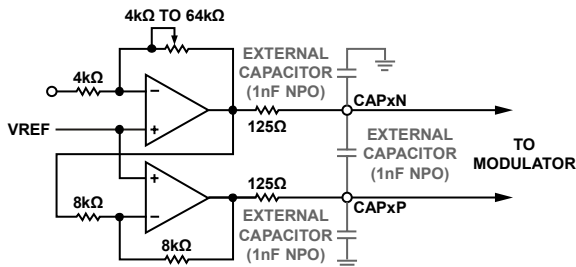 4kΩ TO 64kΩ
EXTERNAL
CAPACITOR
(1nF NPO)
4kΩ
CAPxN
125Ω
VREF
EXTERNAL
CAPACITOR
(1nF NPO)
TO
MODULATOR
125Ω
CAPxP
8kΩ
8kΩ
EXTERNAL
CAPACITOR
(1nF NPO)